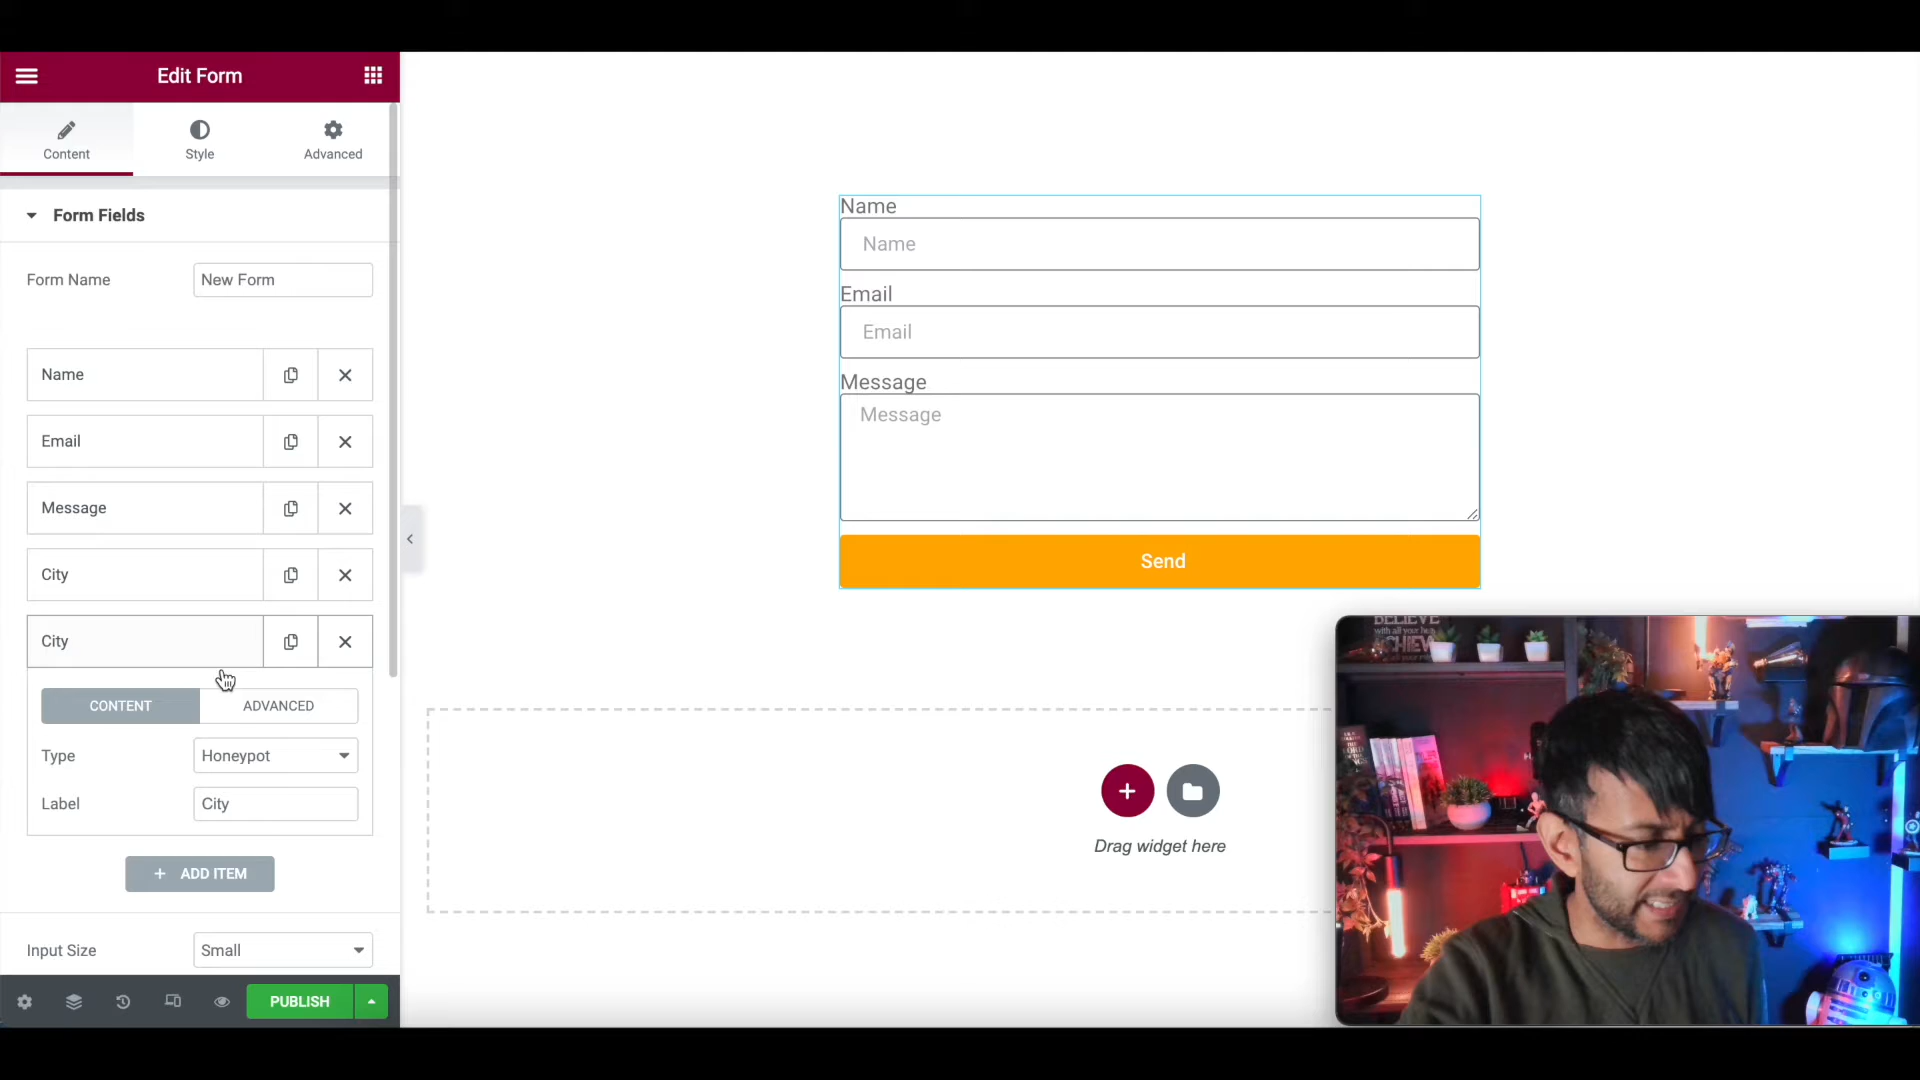 Edit Form
Content
Style
Advanced
Form Fields
Form Name
New Form
Name
Email
Message
City
City
CONTENT
ADVANCED
Type
Honeypot
Label
City
+ ADD ITEM
Input Size
Small
PUBLISH
Name
Name
Email
Email
Message
Message
Send
Drag widget here
BELIEVE